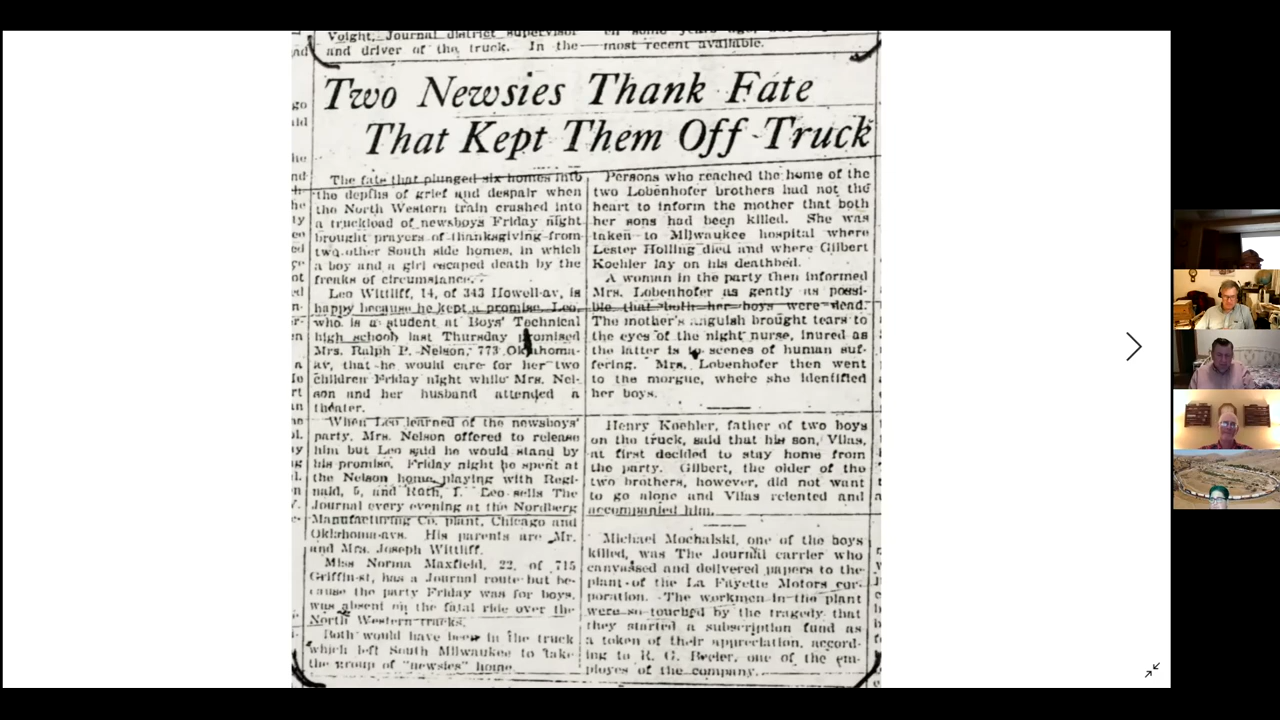 Voight, Journal district supervisor
and driver of the truck. In the
most recent available.
Two Newsies Thank Fate
That Kept Them Off Truck
The fate that plunged six homes into
the depths of grief and despair when
the North Western train crushed into
a truckload of newsboys Friday night
brought prayers of thanksgiving from
two other South side homes, in which
a boy and a girl escaped death by the
freaks of circumstance.
Leo Wittliff, 14, of 343 Howell-av, is
happy because he kept a promise. Leo,
who is a student at Boys' Technical
high school, last Thursday promised
Mrs. Ralph P. Nelson, 773 Oklahoma-
av, that he would care for her two
children Friday night while Mrs. Nel-
son and her husband attended a
theater.
When Leo learned of the newsboys'
party, Mrs. Nelson offered to release
him but Leo said he would stand by
his promise. Friday night he spent at
the Nelson home, playing with Regi-
nald, 5, and Ruth, 1. Leo sells The
Journal every evening at the Nordberg
Manufacturing Co. plant, Chicago and
Oklahoma-avs. His parents are Mr.
and Mrs. Joseph Wittliff.
Miss Norma Maxfield, 22, of 715
Griffin-st, has a Journal route but be-
cause the party Friday was for boys,
was absent on the fatal ride over the
North Western tracks.
Both would have been in the truck
which left South Milwaukee to take
the group of "newsies" home.
Persons who reached the home of the
two Lobenhofer brothers had not the
heart to inform the mother that both
her sons had been killed. She was
taken to Milwaukee hospital where
Lester Holling died and where Gilbert
Koehler lay on his deathbed.
A woman in the party then informed
Mrs. Lobenhofer as gently as possi-
ble that both her boys were dead.
The mother's anguish brought tears to
the eyes of the night nurse, inured as
the latter is to scenes of human suf-
fering. Mrs. Lobenhofer then went
to the morgue, where she identified
her boys.
Henry Koehler, father of two boys
on the truck, said that his son, Vilas,
at first decided to stay home from
the party. Gilbert, the older of the
two brothers, however, did not want
to go alone and Vilas relented and
accompanied him.
Michael Mochalski, one of the boys
killed, was The Journal carrier who
canvassed and delivered papers to the
plant of the La Fayette Motors cor-
poration. The workmen in the plant
were so touched by the tragedy that
they started a subscription fund as
a token of their appreciation, accord-
ing to R. G. one of the em-
ployes of the company.